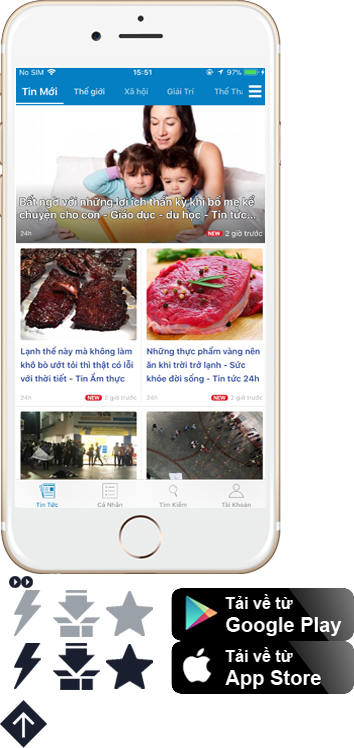 No SIM 15:51 97%
Tin Mới Thế giới Xã hội Giải Trí Thể Tha
Bất ngờ với những lợi ích thần kỳ khi bố mẹ kể
chuyện cho con - Giáo dục - du học - Tin tức...
24h NEW 2 giờ trước
Lạnh thế này mà không làm
khô bò ướt tỏi thì thật có lỗi
với thời tiết - Tin Ẩm thực
24h NEW 2 giờ trước
Những thực phẩm vàng nên
ăn khi trời trở lạnh - Sức
khỏe đời sống - Tin tức 24h
24h NEW 2 giờ trước
Tin Tức Cá Nhân Tìm Kiếm Tài Khoản
Tải về từ
Google Play
Tải về từ
App Store